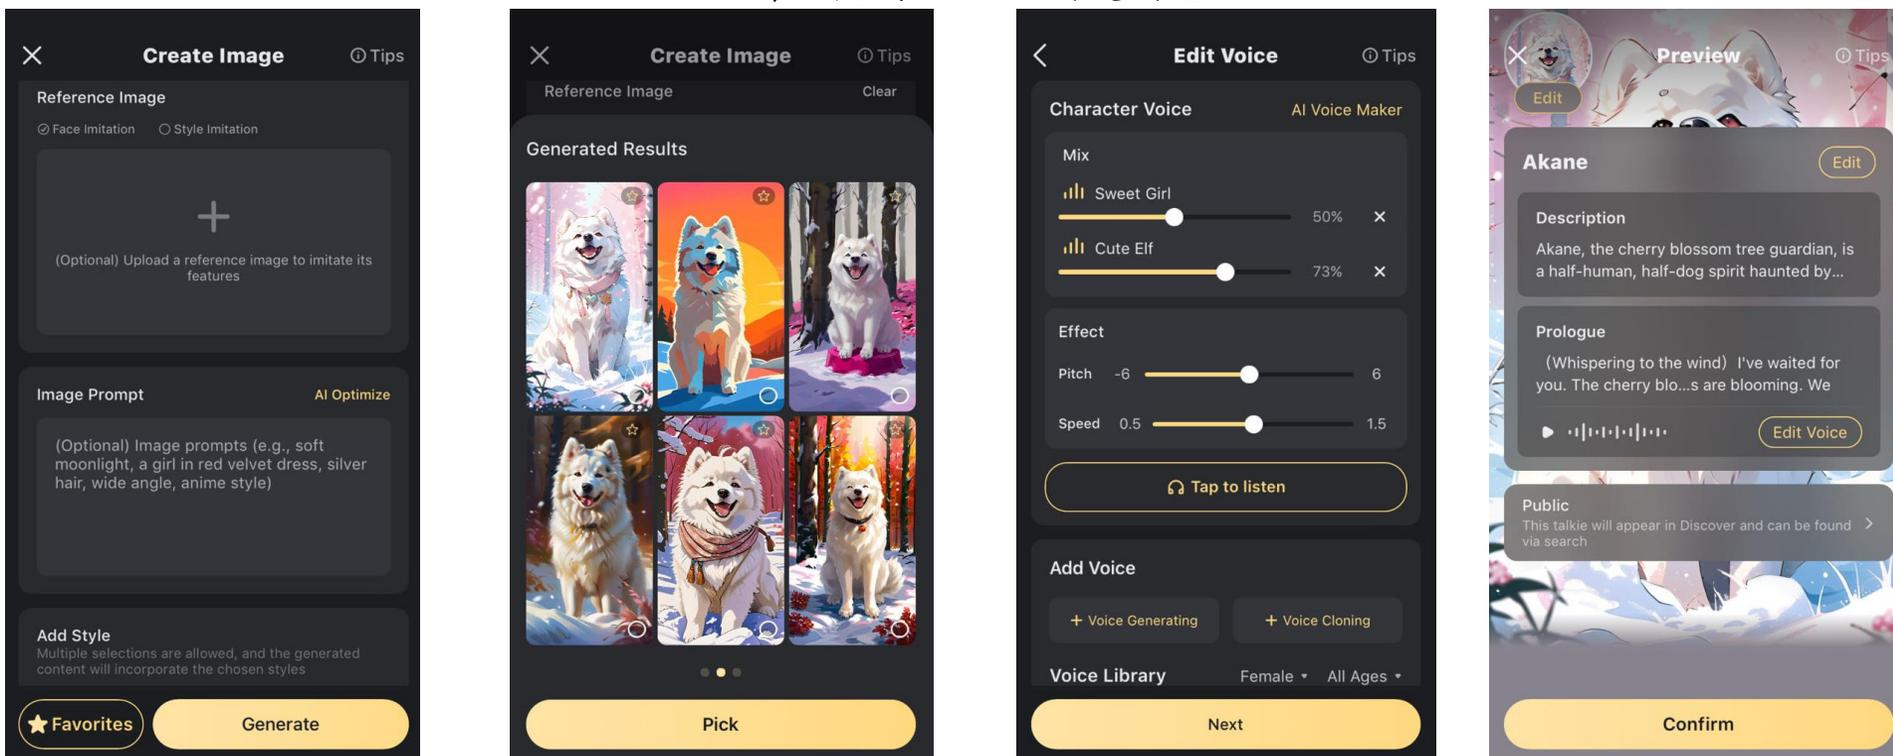 Create Image
Tips
Reference Image
Face Imitation
Style Imitation
(Optional) Upload a reference image to imitate its
features
Image Prompt
AI Optimize
(Optional) Image prompts (e.g., soft
moonlight, a girl in red velvet dress, silver
hair, wide angle, anime style)
Add Style
Multiple selections are allowed, and the generated
content will incorporate the chosen styles
Favorites
Generate
Create Image
Tips
Reference Image
Clear
Generated Results
Pick
Edit Voice
Tips
Character Voice
AI Voice Maker
Mix
Sweet Girl
50%
Cute Elf
73%
Effect
Pitch
-6
6
Speed
0.5
1.5
Tap to listen
Add Voice
+ Voice Generating
+ Voice Cloning
Voice Library
Female
All Ages
Next
Preview
Tips
Edit
Akane
Edit
Description
Akane, the cherry blossom tree guardian, is
a half-human, half-dog spirit haunted by...
Prologue
(Whispering to the wind) I've waited for
you. The cherry blo...s are blooming. We
Edit Voice
Public
This talkie will appear in Discover and can be found
via search
Confirm